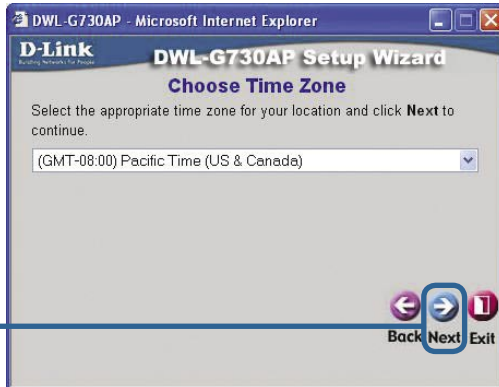 DWL-G730AP - Microsoft Internet Explorer
D-Link
Building Networks for People
DWL-G730AP Setup Wizard
Choose Time Zone
Select the appropriate time zone for your location and click Next to
continue.
(GMT-08:00) Pacific Time (US & Canada)
Back Next Exit